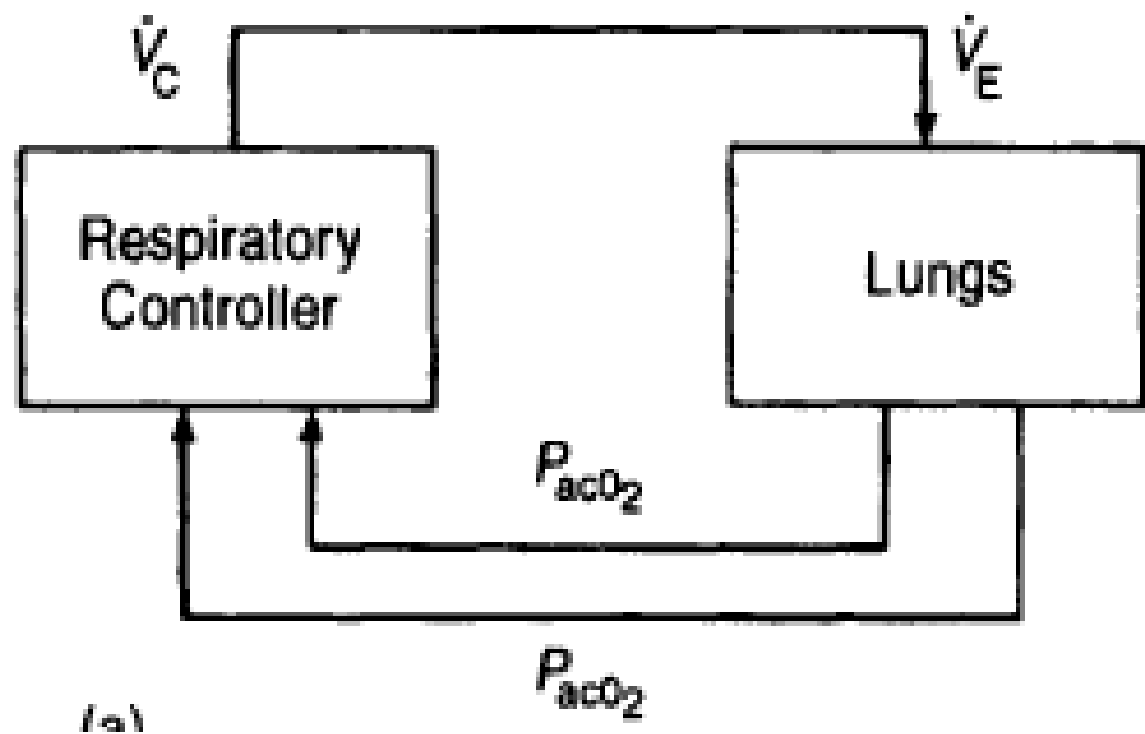 V̇C
V̇E
Respiratory
Controller
Lungs
PacO2
PacO2
(a)